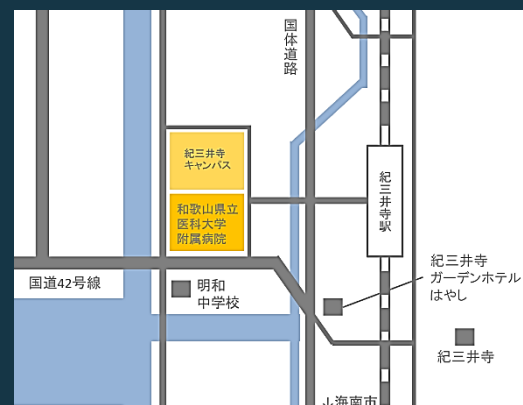 国体道路
紀三井寺
キャンパス
和歌山県立
医科大学
附属病院
紀三井寺駅
国道42号線
明和
中学校
紀三井寺
ガーデンホテル
はやし
紀三井寺
↓海南市